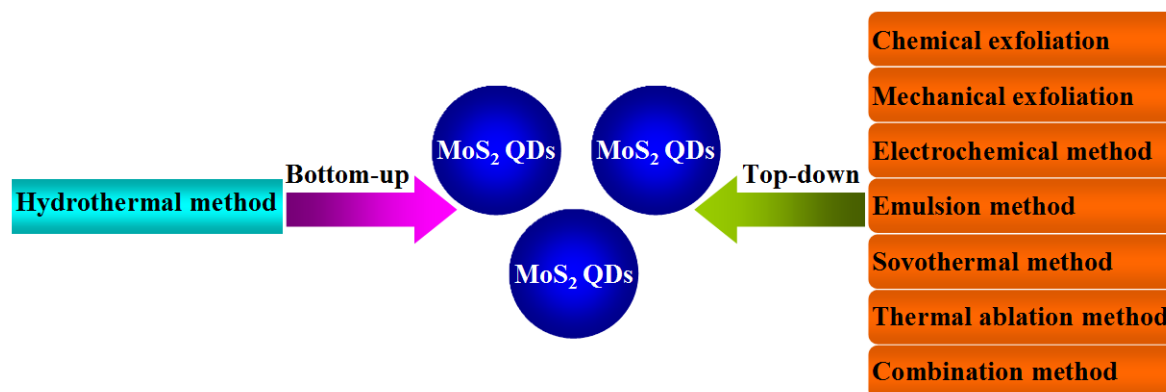 Hydrothermal method
Bottom-up
MoS₂ QDs
MoS₂ QDs
MoS₂ QDs
Top-down
Chemical exfoliation
Mechanical exfoliation
Electrochemical method
Emulsion method
Sovothermal method
Thermal ablation method
Combination method